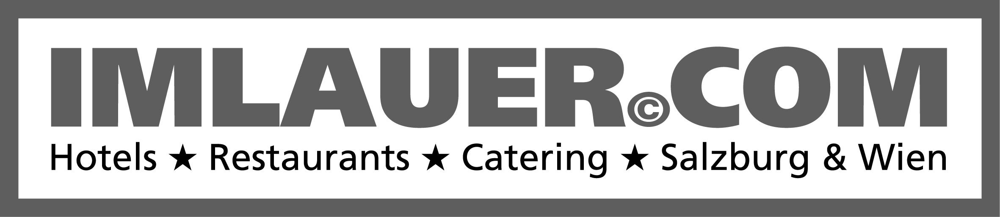 IMLAUER©COM
Hotels ★ Restaurants ★ Catering ★ Salzburg & Wien